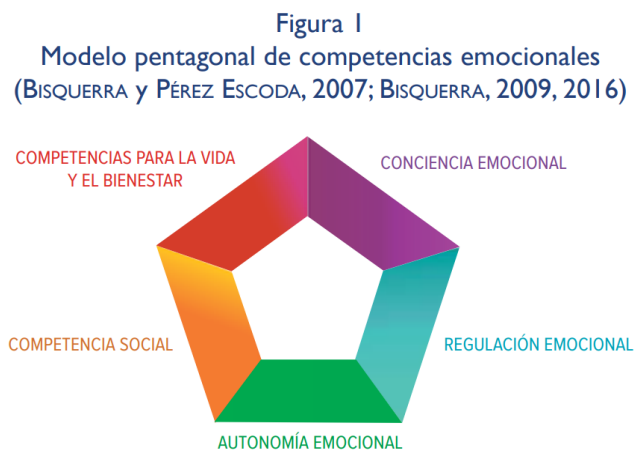 Figura 1
Modelo pentagonal de competencias emocionales
(BISQUERRA y PÉREZ ESCODA, 2007; BISQUERRA, 2009, 2016)
COMPETENCIAS PARA LA VIDA
Y EL BIENESTAR
CONCIENCIA EMOCIONAL
COMPETENCIA SOCIAL
REGULACIÓN EMOCIONAL
AUTONOMÍA EMOCIONAL